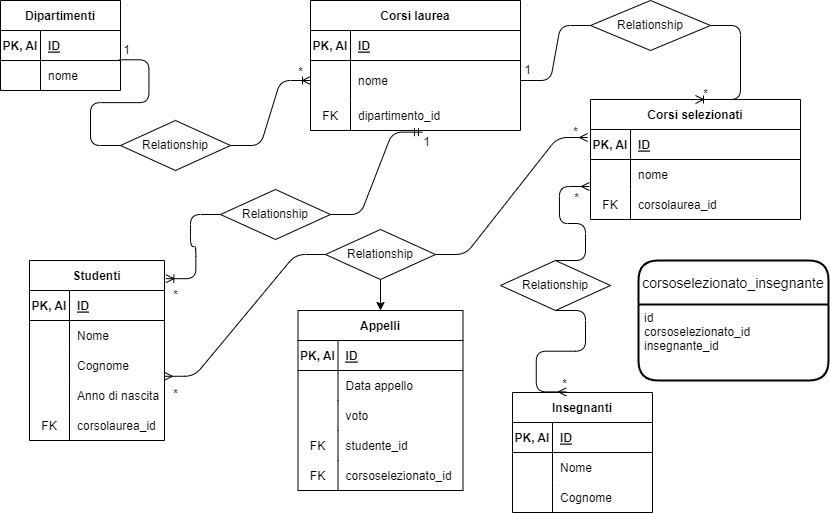 Dipartimenti
PK, AI ID
nome
1
Relationship
*
Corsi laurea
PK, AI ID
nome
FK dipartimento_id
1
1
Relationship
*
Corsi selezionati
PK, AI ID
nome
FK corsolaurea_id
*
*
Relationship
*
Relationship
*
Studenti
PK, AI ID
Nome
Cognome
Anno di nascita
FK corsolaurea_id
Appelli
PK, AI ID
Data appello
voto
FK studente_id
FK corsoselezionato_id
Relationship
*
Insegnanti
PK, AI ID
Nome
Cognome
corsoselezionato_insegnante
id
corsoselezionato_id
insegnante_id